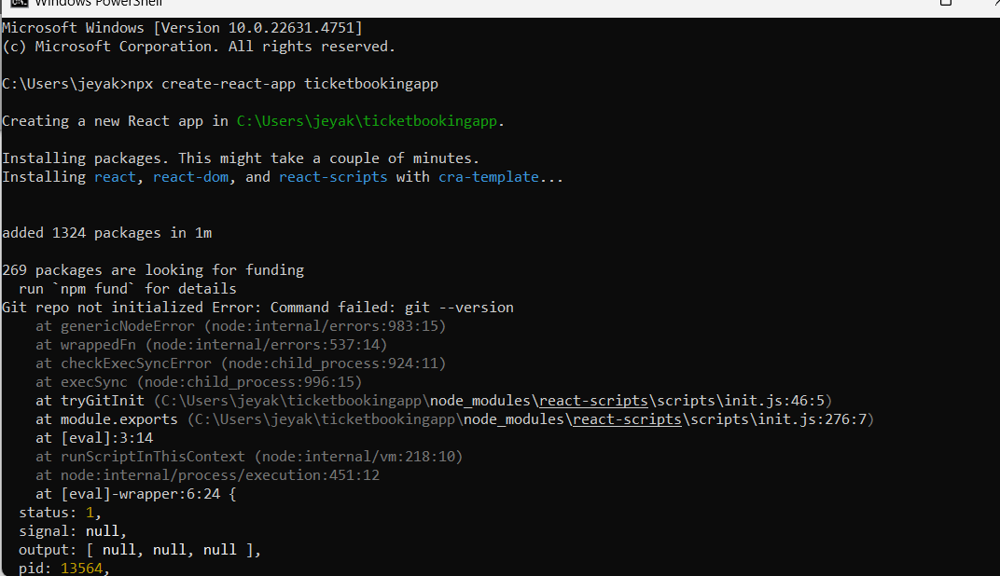 Windows PowerShell
Microsoft Windows [Version 10.0.22631.4751]
(c) Microsoft Corporation. All rights reserved.
C:\Users\jeyak>npx create-react-app ticketbookingapp
Creating a new React app in C:\Users\jeyak\ticketbookingapp.
Installing packages. This might take a couple of minutes.
Installing react, react-dom, and react-scripts with cra-template...
added 1324 packages in 1m
269 packages are looking for funding
  run `npm fund` for details
Git repo not initialized Error: Command failed: git --version
    at genericNodeError (node:internal/errors:983:15)
    at wrappedFn (node:internal/errors:537:14)
    at checkExecSyncError (node:child_process:924:11)
    at execSync (node:child_process:996:15)
    at tryGitInit (C:\Users\jeyak\ticketbookingapp\node_modules\react-scripts\scripts\init.js:46:5)
    at module.exports (C:\Users\jeyak\ticketbookingapp\node_modules\react-scripts\scripts\init.js:276:7)
    at [eval]:3:14
    at runScriptInThisContext (node:internal/vm:218:10)
    at node:internal/process/execution:451:12
    at [eval]-wrapper:6:24 {
  status: 1,
  signal: null,
  output: [ null, null, null ],
  pid: 13564,